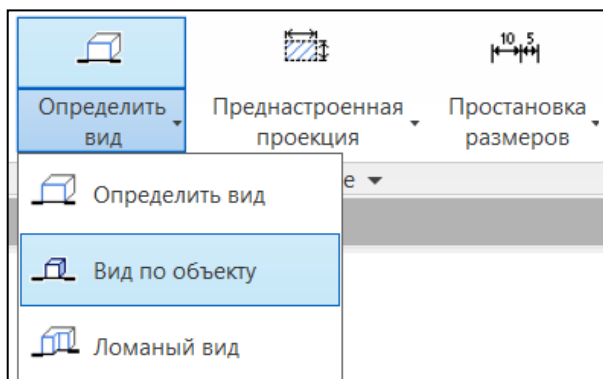 10 5
Определить Преднастроенная Простановка
вид проекция размеров
е
Определить вид
Вид по объекту
Ломаный вид